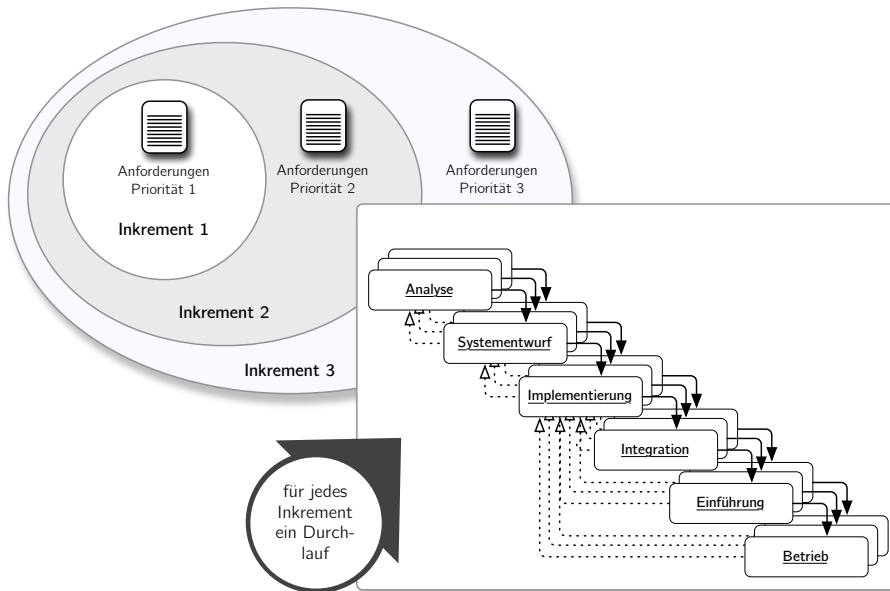 Anforderungen
Priorität 1
Anforderungen
Priorität 2
Anforderungen
Priorität 3
Inkrement 1
Inkrement 2
Inkrement 3
Analyse
Systementwurf
Implementierung
Integration
Einführung
Betrieb
für jedes
Inkrement
ein Durch-
lauf